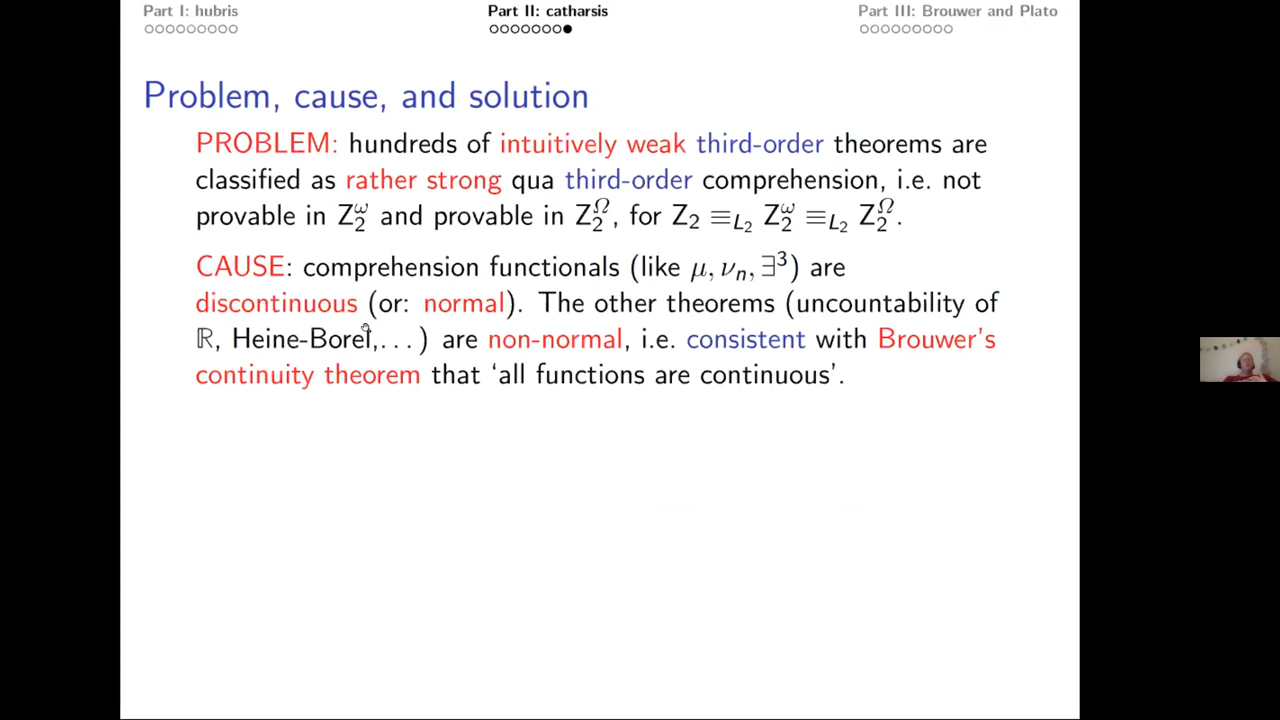 Part I: hubris Part II: catharsis Part III: Brouwer and Plato
Problem, cause, and solution
PROBLEM: hundreds of intuitively weak third-order theorems are
classified as rather strong qua third-order comprehension, i.e. not
provable in Z₂^ω and provable in Z₂^Ω, for Z₂ ≡_{L₂} Z₂^ω ≡_{L₂} Z₂^Ω.
CAUSE: comprehension functionals (like μ, ν_n, ∃³) are
discontinuous (or: normal). The other theorems (uncountability of
ℝ, Heine-Borel,...) are non-normal, i.e. consistent with Brouwer's
continuity theorem that ‘all functions are continuous’.